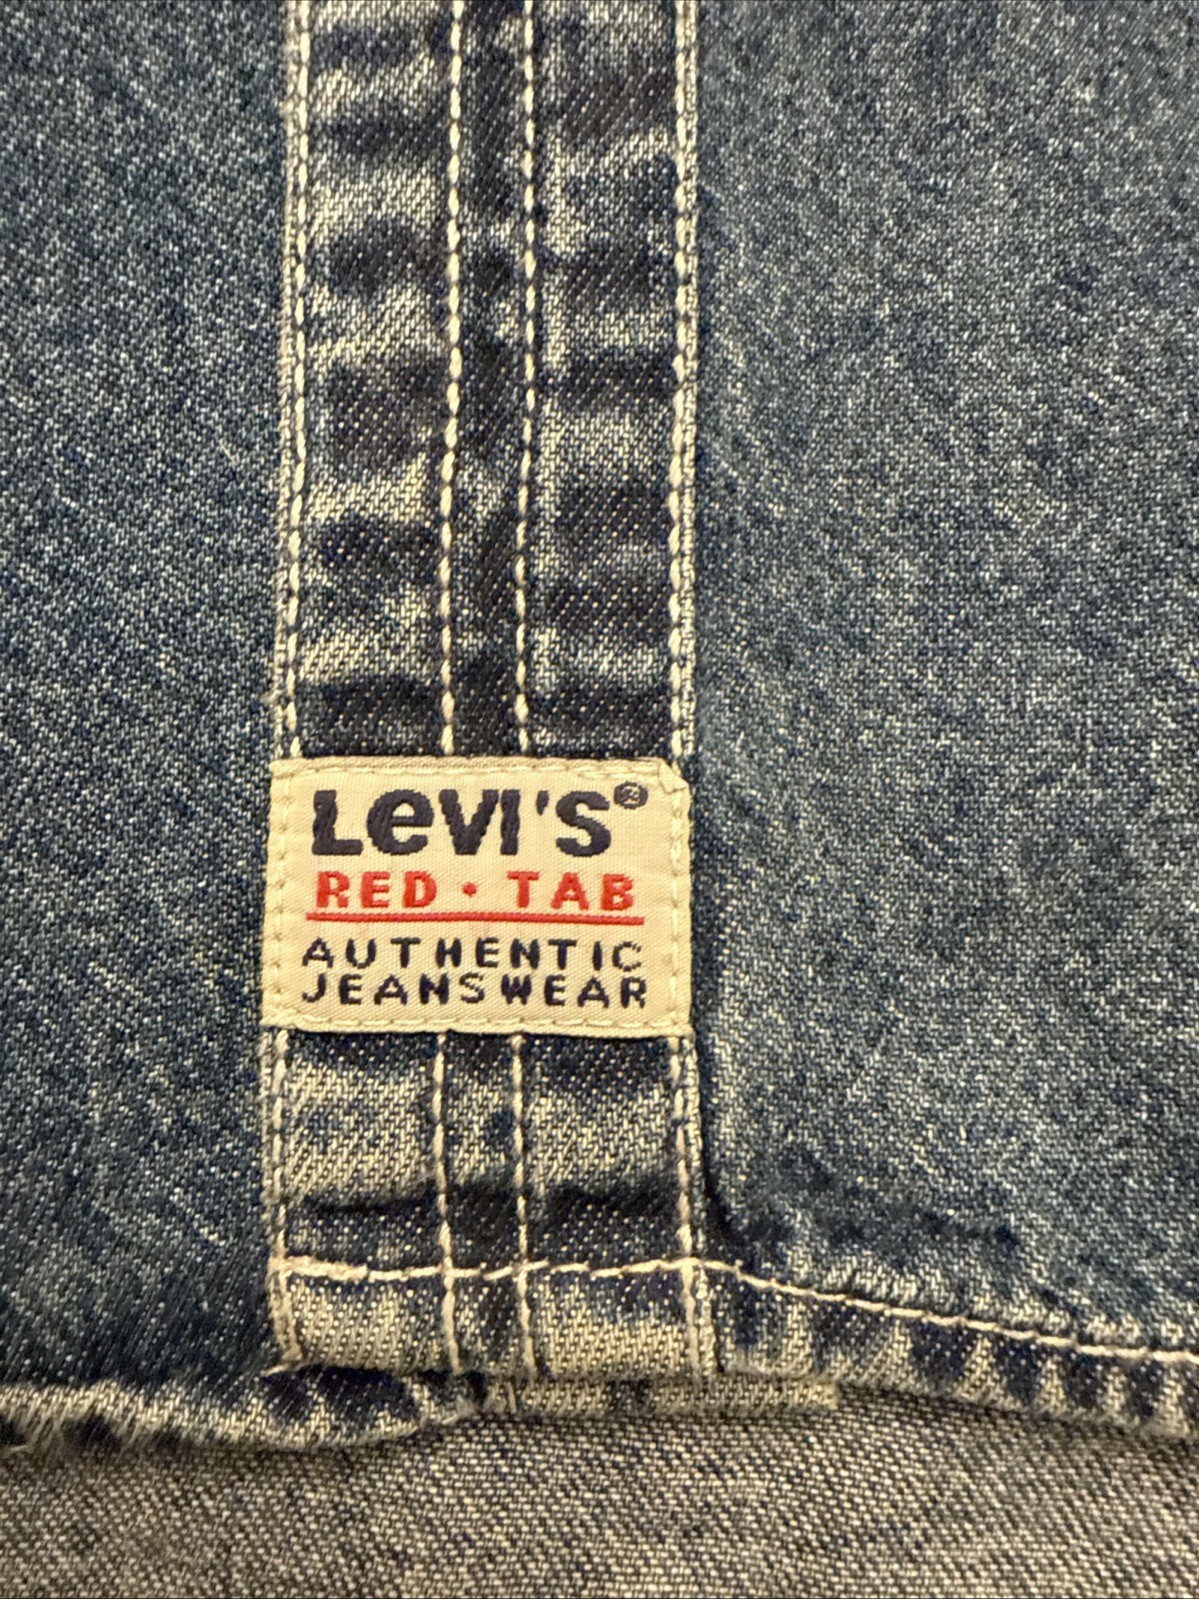 Levi's®
RED • TAB
AUTHENTIC
JEANSWEAR